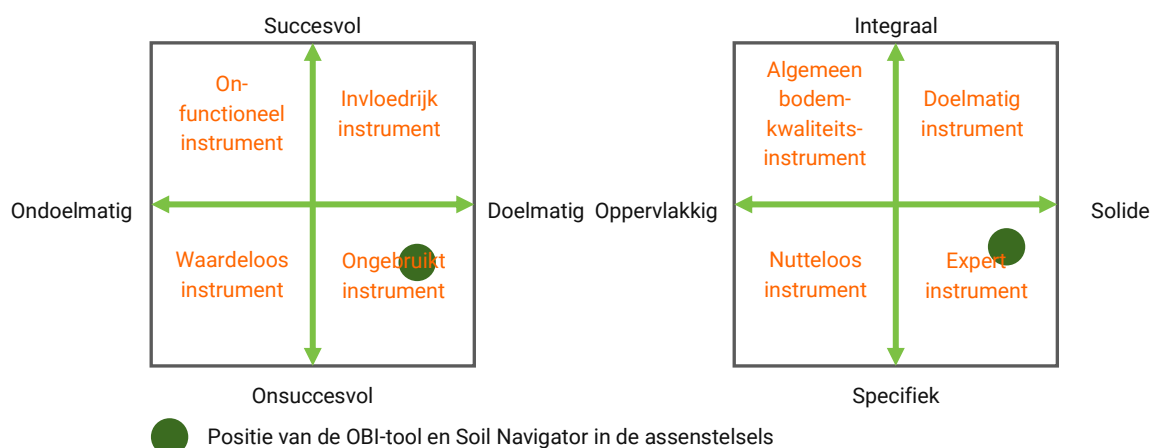 Succesvol
On-
functioneel
instrument
Invloedrijk
instrument
Ondoelmatig
Doelmatig
Waardeloos
instrument
Ongebruikt
instrument
Onsuccesvol
Integraal
Algemeen
bodem-
kwaliteits-
instrument
Doelmatig
instrument
Oppervlakkig
Solide
Nutteloos
instrument
Expert
instrument
Specifiek
Positie van de OBI-tool en Soil Navigator in de assenstelsels